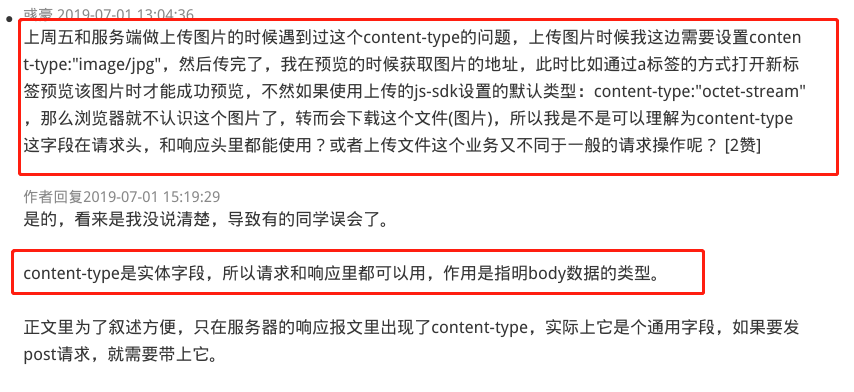 彧豪 2019-07-01 13:04:36
上周五和服务端做上传图片的时候遇到过这个content-type的问题，上传图片时候我这边需要设置conten
t-type:"image/jpg"，然后传完了，我在预览的时候获取图片的地址，此时比如通过a标签的方式打开新标
签预览该图片时才能成功预览，不然如果使用上传的js-sdk设置的默认类型：content-type:"octet-stream"
，那么浏览器就不认识这个图片了，转而会下载这个文件(图片)，所以我是不是可以理解为content-type
这字段在请求头，和响应头里都能使用？或者上传文件这个业务又不同于一般的请求操作呢？ [2赞]
作者回复2019-07-01 15:19:29
是的，看来是我没说清楚，导致有的同学误会了。
content-type是实体字段，所以请求和响应里都可以用，作用是指明body数据的类型。
正文里为了叙述方便，只在服务器的响应报文里出现了content-type，实际上它是个通用字段，如果要发
post请求，就需要带上它。